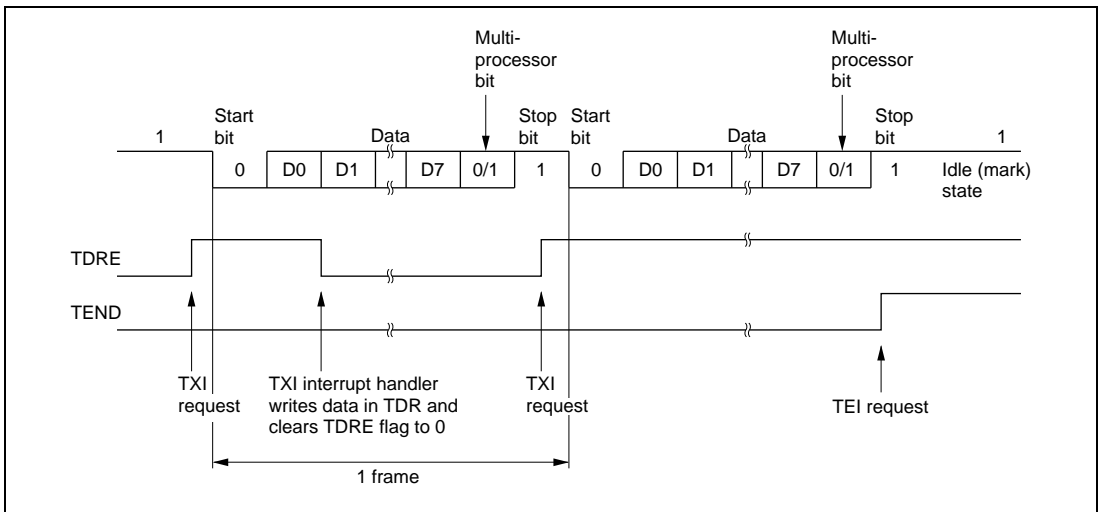 Multi-
processor
bit
Multi-
processor
bit
1
Start
bit
Data
Stop
bit
Start
bit
Data
Stop
bit
1
0 D0 D1 D7 0/1 1 0 D0 D1 D7 0/1 1
Idle (mark)
state
TDRE
TEND
TXI
request
TXI interrupt handler
writes data in TDR and
clears TDRE flag to 0
TXI
request
TEI request
1 frame